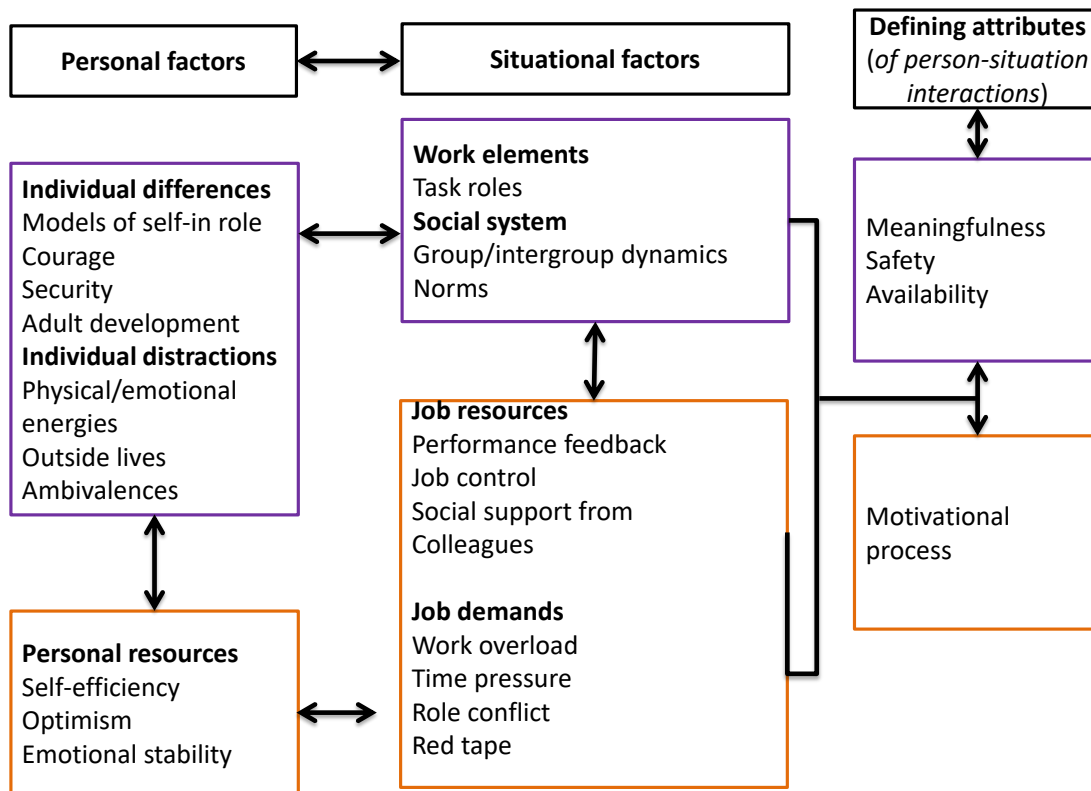 Personal factors
Situational factors
Defining attributes
(of person-situation
interactions)
Individual differences
Models of self-in role
Courage
Security
Adult development
Individual distractions
Physical/emotional
energies
Outside lives
Ambivalences
Work elements
Task roles
Social system
Group/intergroup dynamics
Norms
Meaningfulness
Safety
Availability
Personal resources
Self-efficiency
Optimism
Emotional stability
Job resources
Performance feedback
Job control
Social support from
Colleagues
Job demands
Work overload
Time pressure
Role conflict
Red tape
Motivational
process